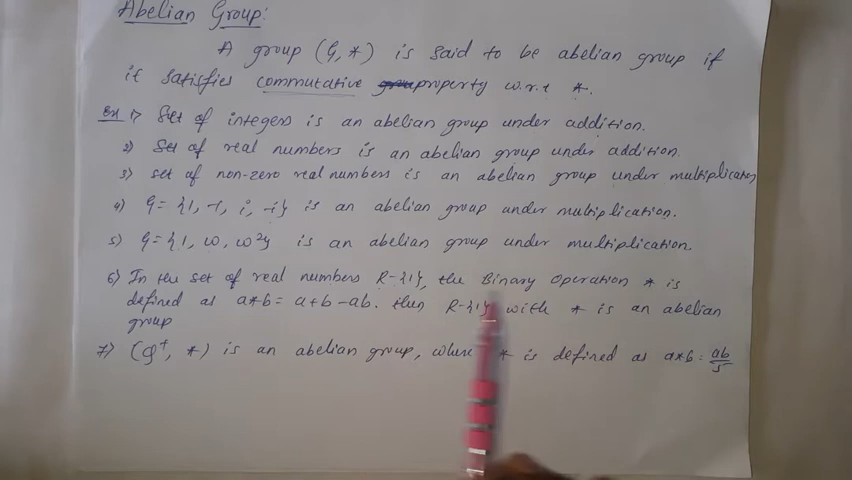 Abelian Group:
A group (G, *) is said to be abelian group if
it satisfies commutative property w.r.t *.
Ex 1) Set of integers is an abelian group under addition.
2) Set of real numbers is an abelian group under addition.
3) set of non-zero real numbers is an abelian group under multiplication
4) G = {1, -1, i, -i} is an abelian group under multiplication.
5) G = {1, ω, ω²} is an abelian group under multiplication.
6) In the set of real numbers R-{1}, the Binary operation * is
defined as a*b = a+b-ab. then R-{1} with * is an abelian
group
7) (Q⁺, *) is an abelian group, where * is defined as a*b = ab/5